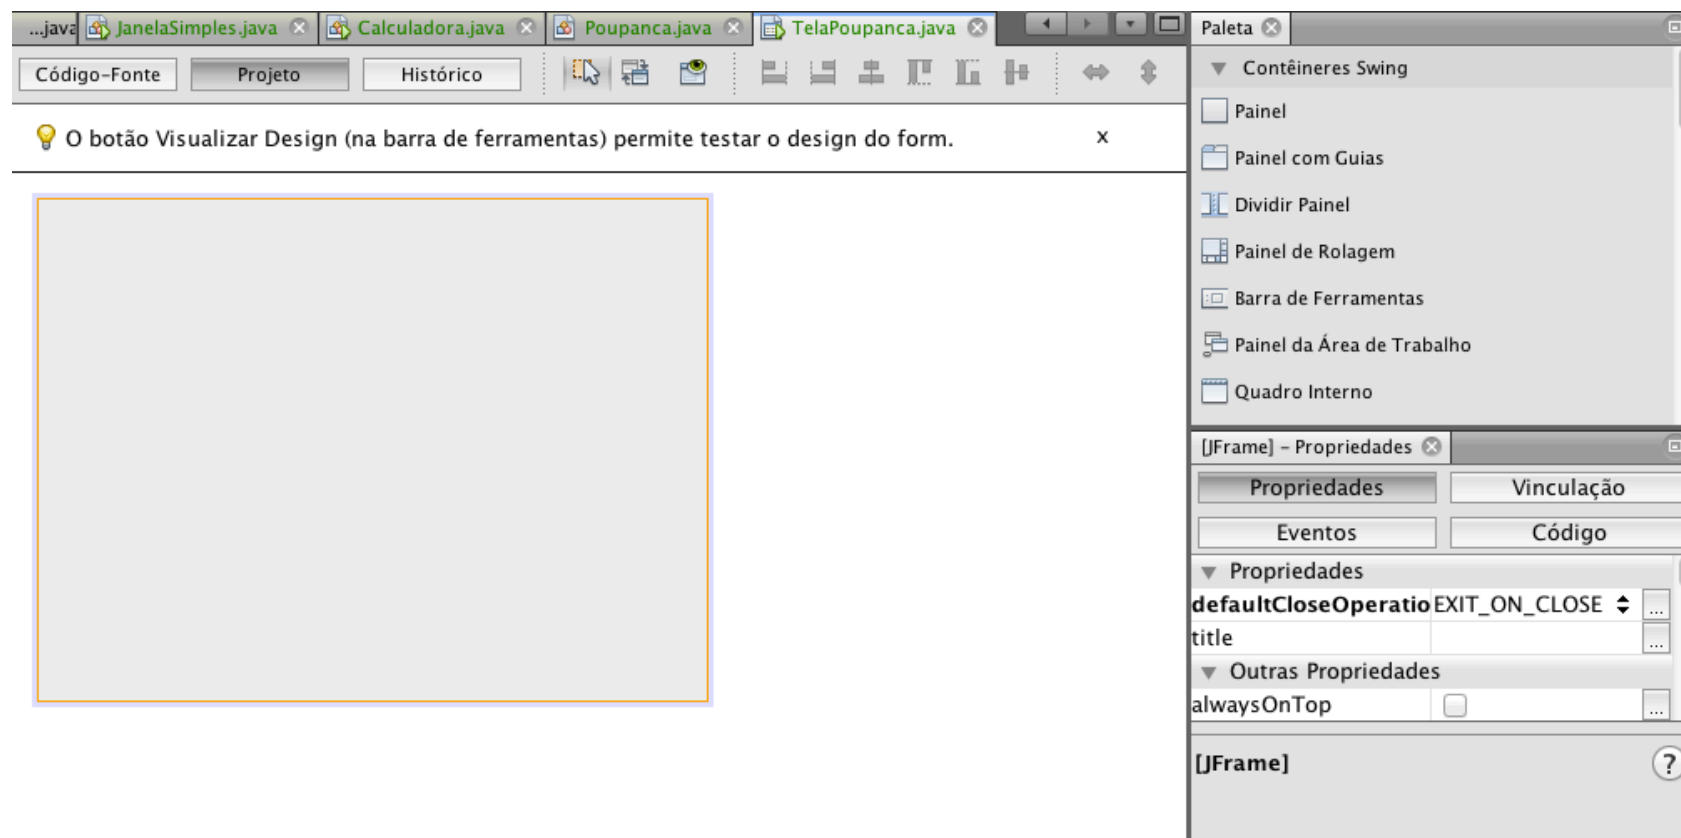 ...java JanelaSimples.java Calculadora.java Poupanca.java TelaPoupanca.java
Código-Fonte Projeto Histórico
O botão Visualizar Design (na barra de ferramentas) permite testar o design do form. x
Paleta
Contêineres Swing
Painel
Painel com Guias
Dividir Painel
Painel de Rolagem
Barra de Ferramentas
Painel da Área de Trabalho
Quadro Interno
[JFrame] - Propriedades
Propriedades Vinculação
Eventos Código
Propriedades
defaultCloseOperatio EXIT_ON_CLOSE ...
title ...
Outras Propriedades
alwaysOnTop ...
[JFrame] ?